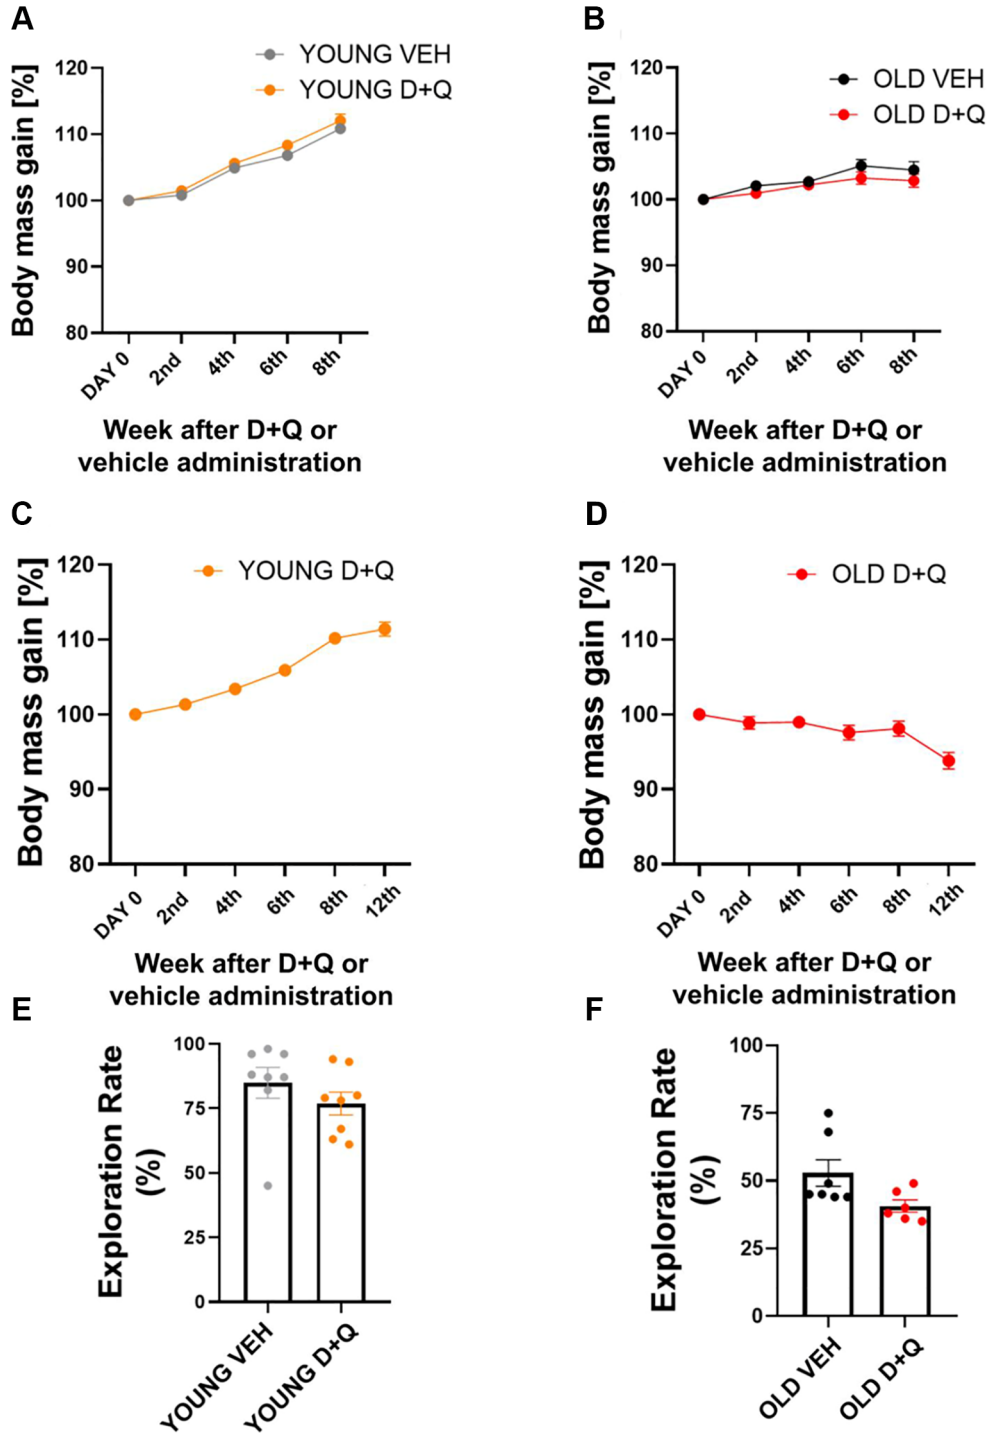 A
YOUNG VEH
YOUNG D+Q
Body mass gain [%]
120
110
100
90
80
DAY 0
2nd
4th
6th
8th
Week after D+Q or
vehicle administration
B
OLD VEH
OLD D+Q
Body mass gain [%]
120
110
100
90
80
DAY 0
2nd
4th
6th
8th
Week after D+Q or
vehicle administration
C
YOUNG D+Q
Body mass gain [%]
120
110
100
90
80
DAY 0
2nd
4th
6th
8th
12th
Week after D+Q or
vehicle administration
D
OLD D+Q
Body mass gain [%]
120
110
100
90
80
DAY 0
2nd
4th
6th
8th
12th
Week after D+Q or
vehicle administration
E
Exploration Rate
(%)
100
75
50
25
0
YOUNG VEH
YOUNG D+Q
F
Exploration Rate
(%)
100
75
50
25
0
OLD VEH
OLD D+Q